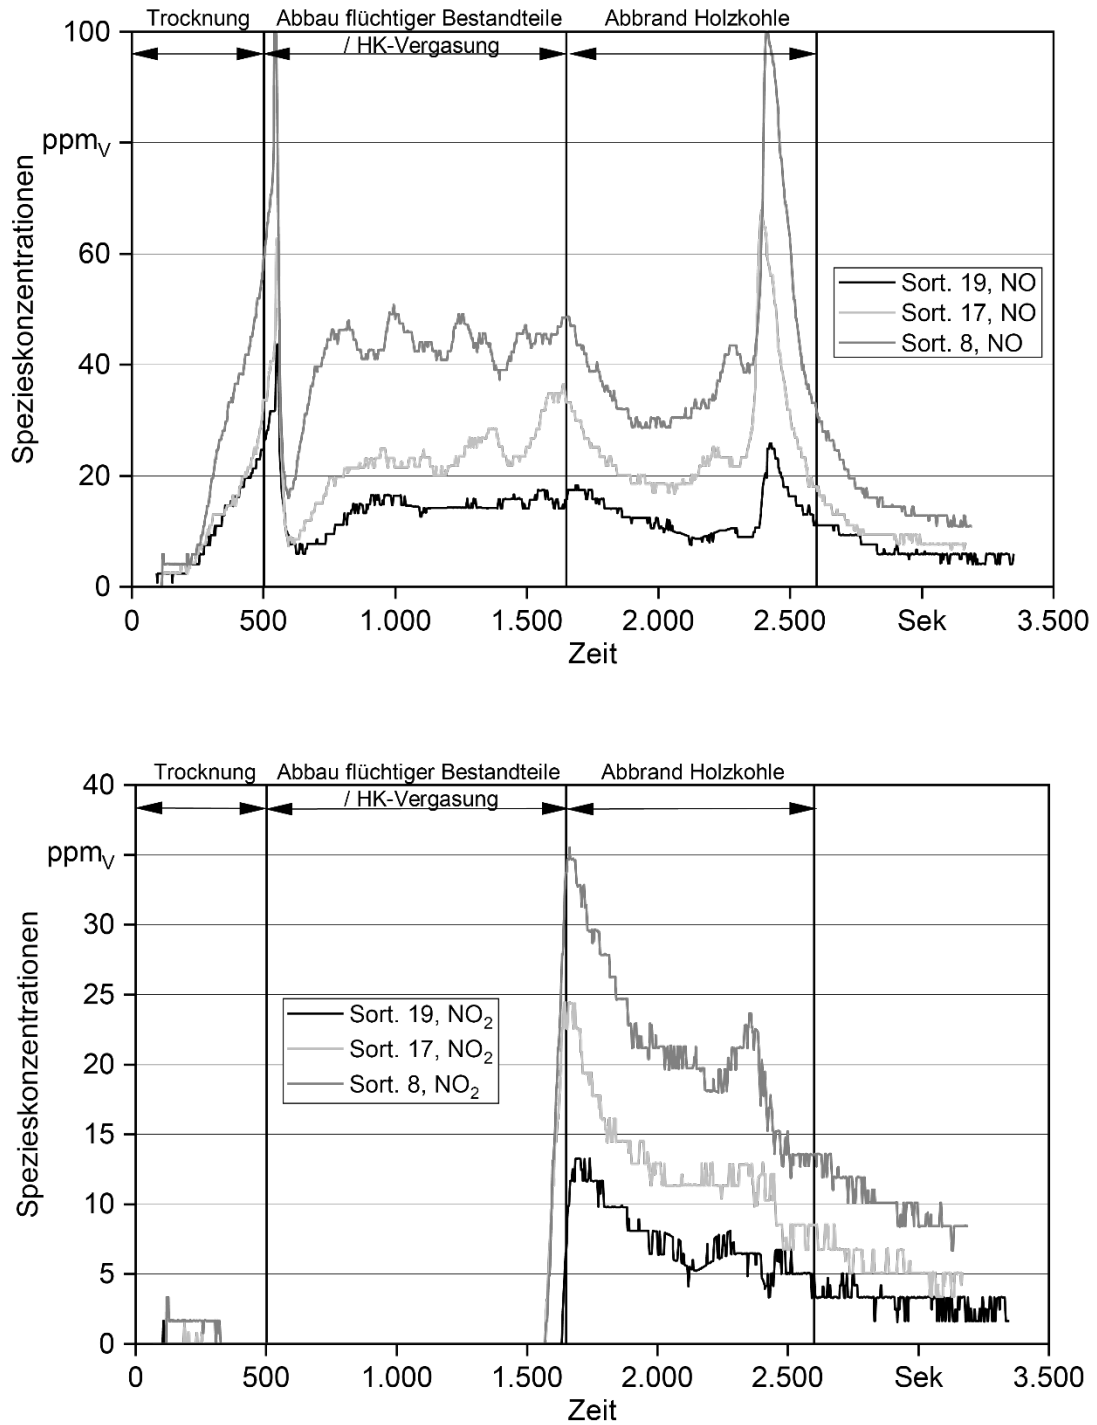 Trocknung Abbau flüchtiger Bestandteile Abbrand Holzkohle
/ HK-Vergasung
100
ppmV
60
40
20
0
Spezieskonzentrationen
Sort. 19, NO
Sort. 17, NO
Sort. 8, NO
0 500 1.000 1.500 2.000 2.500 Sek 3.500
Zeit
Trocknung Abbau flüchtiger Bestandteile Abbrand Holzkohle
/ HK-Vergasung
40
ppmV
30
25
20
15
10
5
0
Spezieskonzentrationen
Sort. 19, NO2
Sort. 17, NO2
Sort. 8, NO2
0 500 1.000 1.500 2.000 2.500 Sek 3.500
Zeit